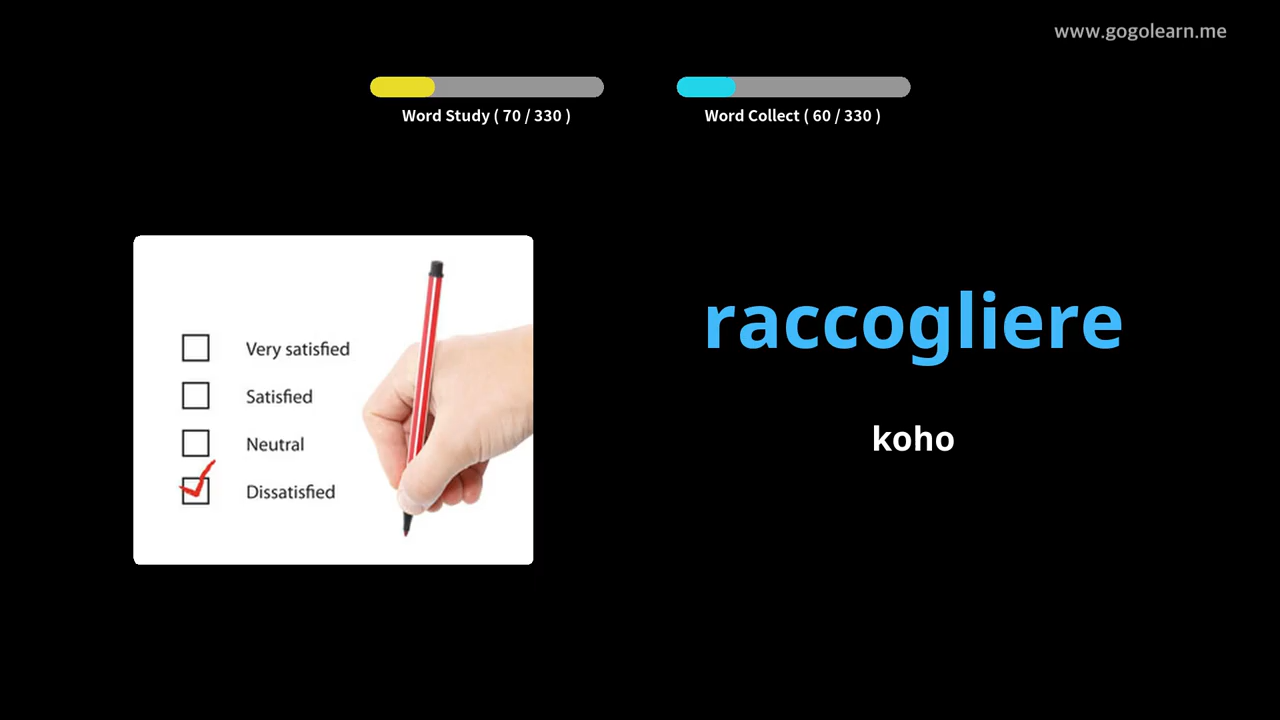 www.gogolearn.me
Word Study ( 70 / 330 )
Word Collect ( 60 / 330 )
Very satisfied
Satisfied
Neutral
Dissatisfied
raccogliere
koho